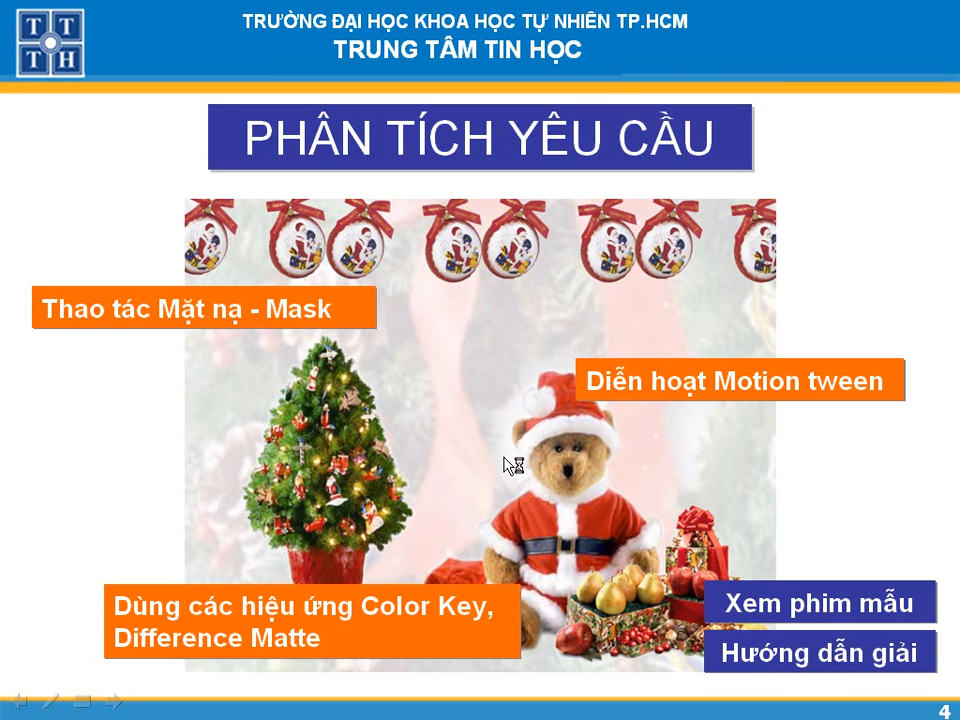 T T
T H
TRƯỜNG ĐẠI HỌC KHOA HỌC TỰ NHIÊN TP.HCM
TRUNG TÂM TIN HỌC
PHÂN TÍCH YÊU CẦU
Thao tác Mặt nạ - Mask
Diễn hoạt Motion tween
Dùng các hiệu ứng Color Key,
Difference Matte
Xem phim mẫu
Hướng dẫn giải
4